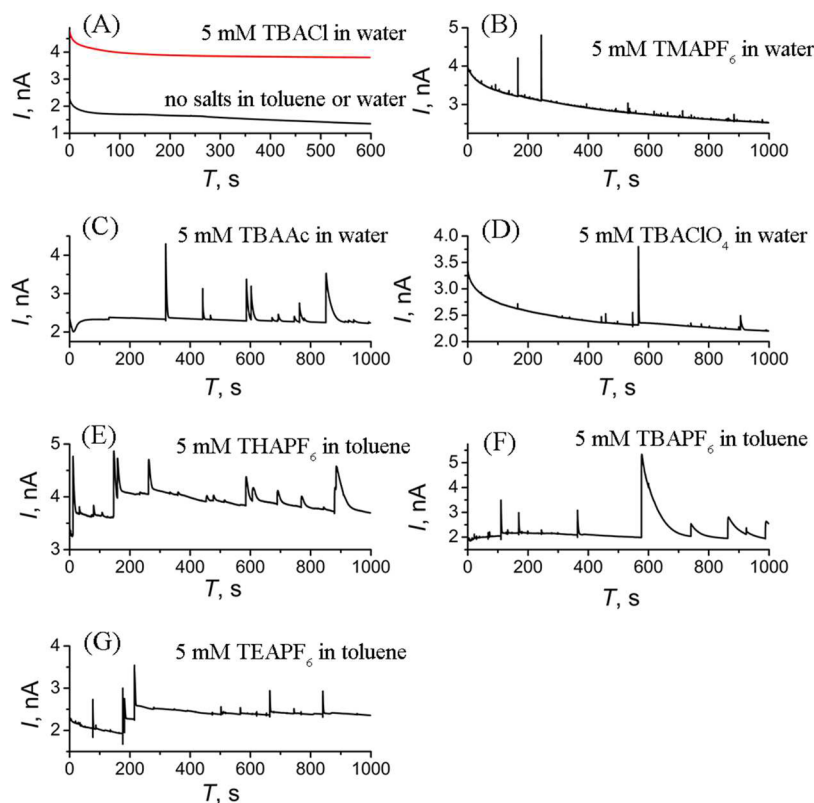 (A)
5 mM TBACl in water
no salts in toluene or water
I, nA
5
4
3
2
1
0 100 200 300 400 500 600
T, s
(B)
5 mM TMAPF₆ in water
I, nA
5
4
3
0 200 400 600 800 1000
T, s
(C)
5 mM TBAAc in water
I, nA
4
3
2
0 200 400 600 800 1000
T, s
(D)
5 mM TBAClO₄ in water
I, nA
4.0
3.5
3.0
2.5
2.0
0 200 400 600 800 1000
T, s
(E)
5 mM THAPF₆ in toluene
I, nA
5
4
3
0 200 400 600 800 1000
T, s
(F)
5 mM TBAPF₆ in toluene
I, nA
5
4
3
2
0 200 400 600 800 1000
T, s
(G)
5 mM TEAPF₆ in toluene
I, nA
4
3
2
0 200 400 600 800 1000
T, s